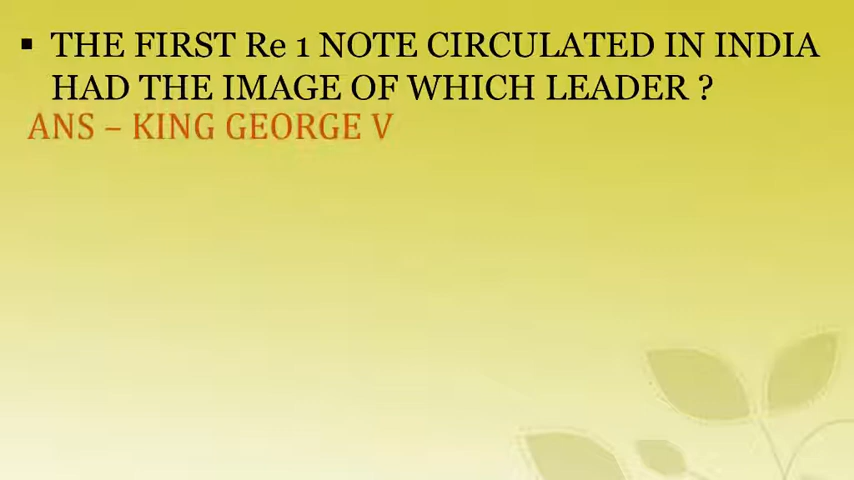 ▪ THE FIRST Re 1 NOTE CIRCULATED IN INDIA
HAD THE IMAGE OF WHICH LEADER ?
ANS – KING GEORGE V